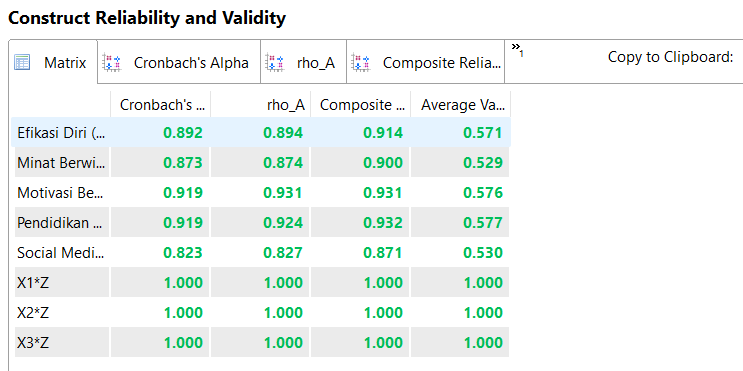 Construct Reliability and Validity
Matrix Cronbach's Alpha rho_A Composite Relia... »1 Copy to Clipboard:
Cronbach's ... rho_A Composite ... Average Va...
Efikasi Diri (... 0.892 0.894 0.914 0.571
Minat Berwi... 0.873 0.874 0.900 0.529
Motivasi Be... 0.919 0.931 0.931 0.576
Pendidikan ... 0.919 0.924 0.932 0.577
Social Medi... 0.823 0.827 0.871 0.530
X1*Z 1.000 1.000 1.000 1.000
X2*Z 1.000 1.000 1.000 1.000
X3*Z 1.000 1.000 1.000 1.000